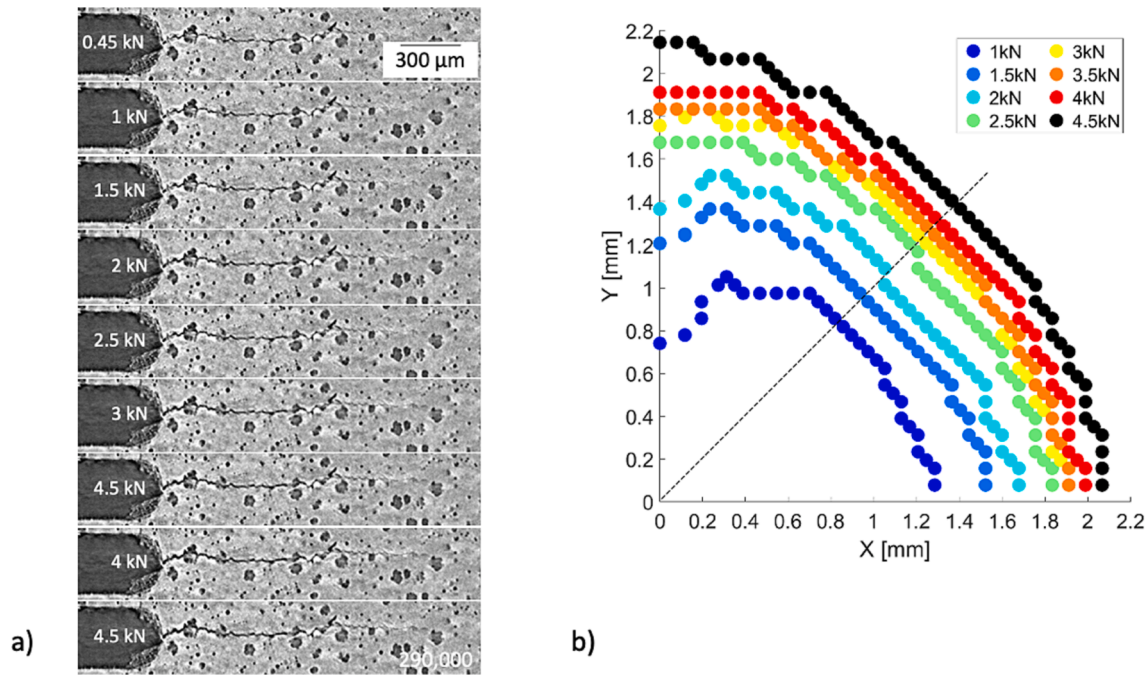 0.45 kN
300 µm
1 kN
1.5 kN
2 kN
2.5 kN
3 kN
4.5 kN
4 kN
4.5 kN
290,000
a)
2.2
2
1.8
1.6
1.4
1.2
1
0.8
0.6
0.4
0.2
0
Y [mm]
1kN 3kN
1.5kN 3.5kN
2kN 4kN
2.5kN 4.5kN
0 0.2 0.4 0.6 0.8 1 1.2 1.4 1.6 1.8 2 2.2
X [mm]
b)